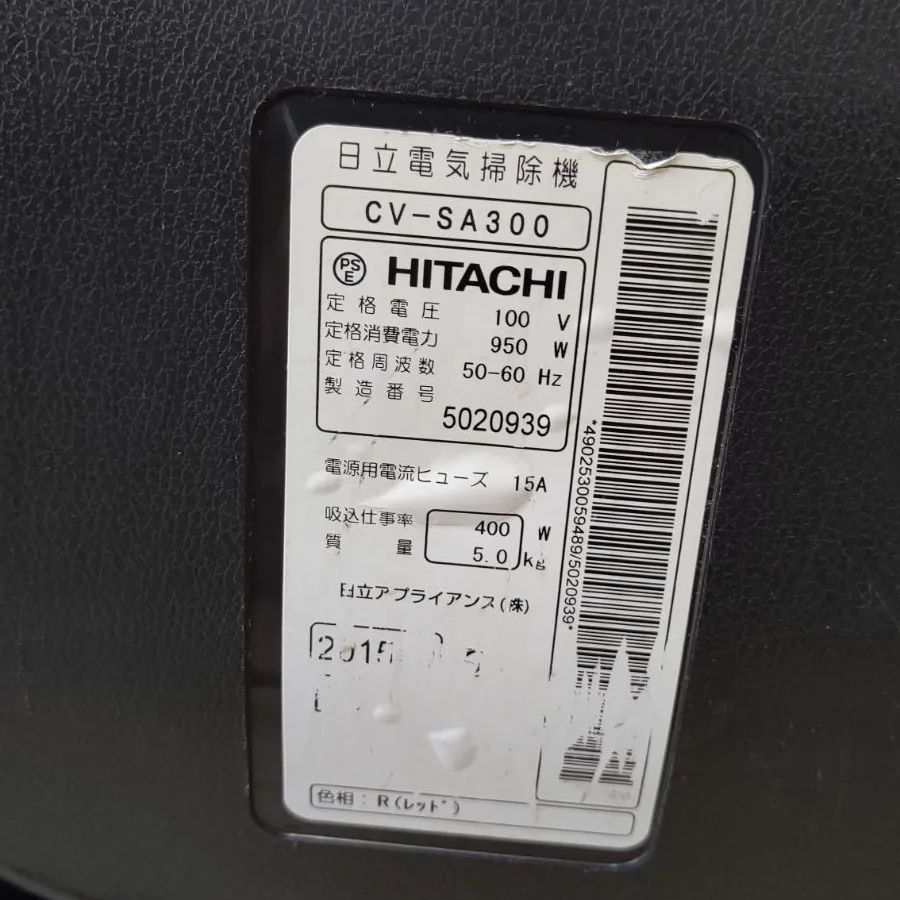 日立電気掃除機
CV-SA300
PS
E
HITACHI
定格電圧 100 V
定格消費電力 950 W
定格周波数 50-60 Hz
製造番号 5020939
電源用電流ヒューズ 15A
吸込仕事率 400 W
質量 5.0 kg
日立アプライアンス(株)
2015
色相:R(レッド)
*4902530059489/5020939*